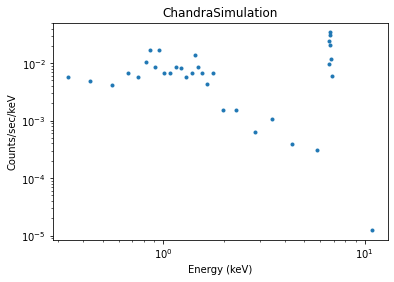 ChandraSimulation
Counts/sec/keV
10⁻²
10⁻³
10⁻⁴
10⁻⁵
10⁰
10¹
Energy (keV)